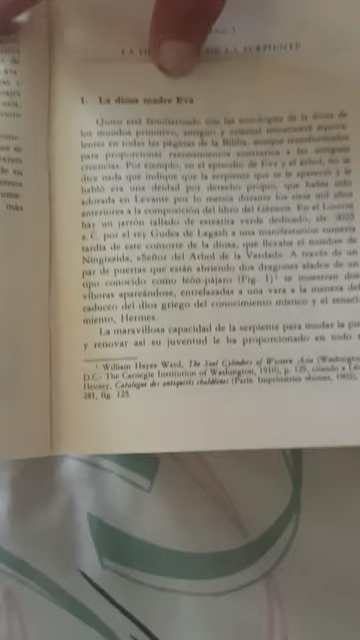 LA SERPIENTE
1. La diosa madre Eva
Quien esté familiarizado con las mitologías de la diosa de
los mundos primitivo, antiguo y oriental encontrará
en todas las páginas de la Biblia, aunque transformados
para proporcionar razonamientos contrarios a las antiguas
creencias. Por ejemplo, en el episodio de Eva y el árbol, no se
dice nada que indique que la serpiente que se le apareció y le
habló era una deidad por derecho propio, que había sido
adorada en Levante por lo menos durante los siete mil años
anteriores a la composición del libro del Génesis. En el Louvre
hay un jarrón tallado de esteatita verde dedicado, 2025
a. C. por el rey Gudea de Lagash a una manifestación
tardía de este consorte de la diosa, que llevaba el nombre de
Ningizzida, «Señor del Árbol de la Verdad». A través de un
par de puertas que están abriendo dos dragones alados de un
tipo conocido como león-pájaro (Fig. 1)¹ se muestran dos
víboras apareándose, entrelazadas a una vara a la manera del
caduceo del dios griego del conocimiento místico y el
miento, Hermes.
La maravillosa capacidad de la serpiente para mudar la
y renovar así su juventud le ha proporcionado en todo
¹ William Hayes Ward, The Seal Cylinders of Western Asia (Washington
D.C.: The Carnegie Institution of Washington, 1910), p. 129, citando a
Heuzey, Catalogue des antiquités chaldéennes (París: Imprimeries réunies, 1902),
281, fig. 125.
más